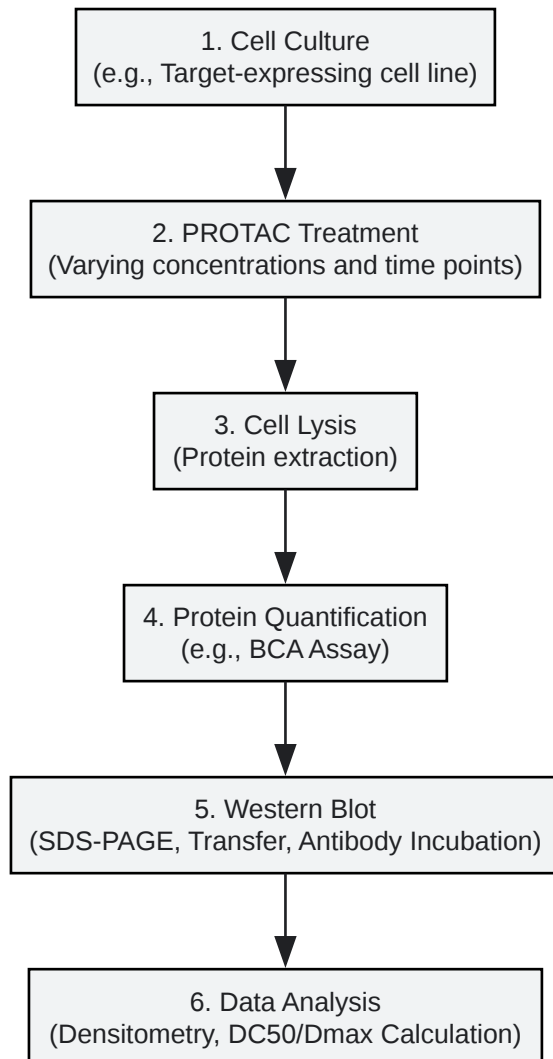 1. Cell Culture
(e.g., Target-expressing cell line)
2. PROTAC Treatment
(Varying concentrations and time points)
3. Cell Lysis
(Protein extraction)
4. Protein Quantification
(e.g., BCA Assay)
5. Western Blot
(SDS-PAGE, Transfer, Antibody Incubation)
6. Data Analysis
(Densitometry, DC50/Dmax Calculation)